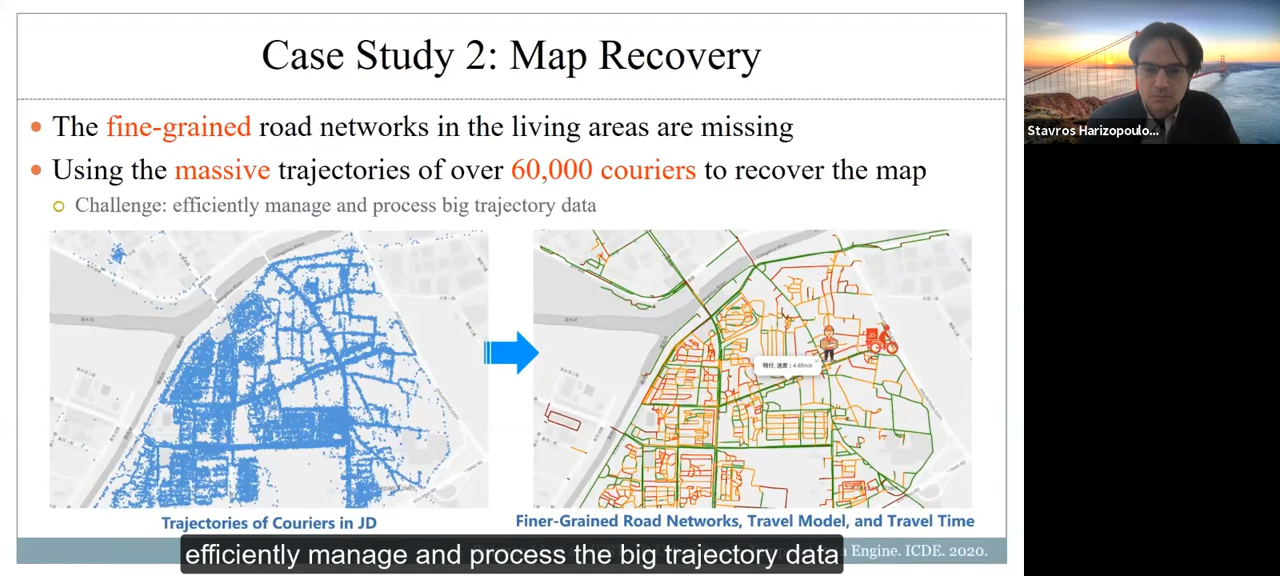 Case Study 2: Map Recovery
• The fine-grained road networks in the living areas are missing
• Using the massive trajectories of over 60,000 couriers to recover the map
Challenge: efficiently manage and process big trajectory data
Trajectories of Couriers in JD
Finer-Grained Road Networks, Travel Model, and Travel Time
Engine. ICDE. 2020.
efficiently manage and process the big trajectory data
Stavros Harizopoulo...